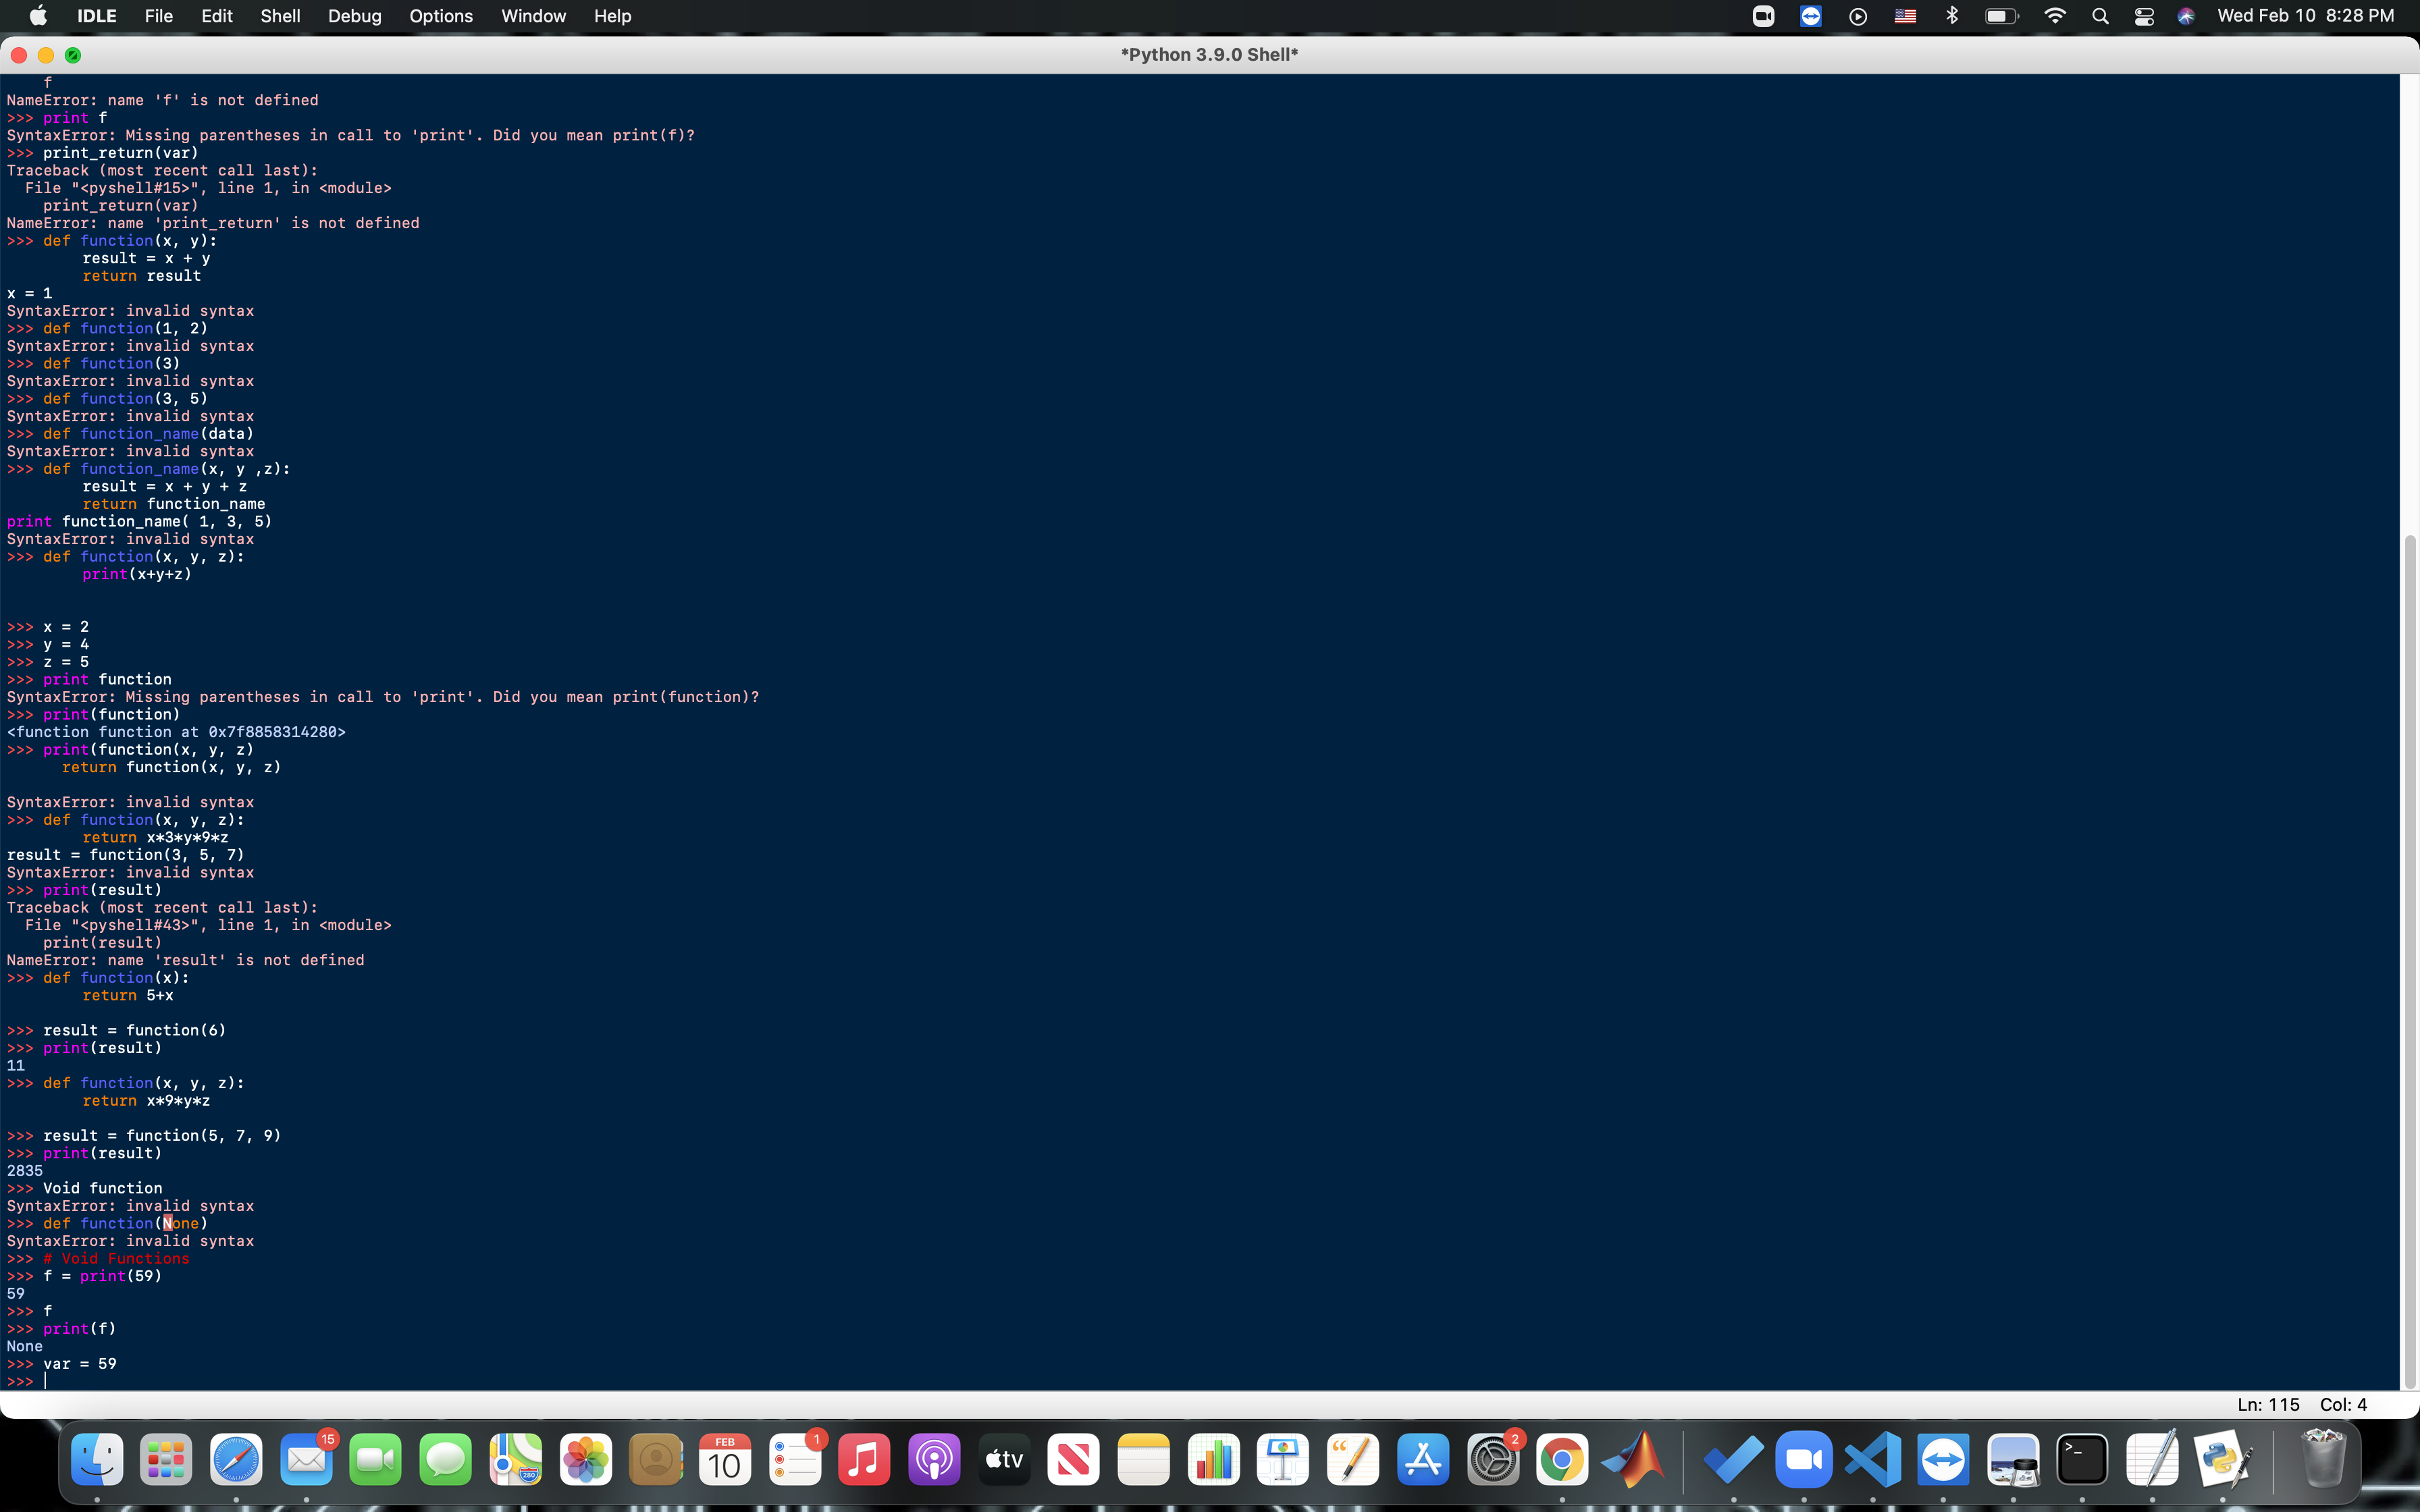 IDLE File Edit Shell Debug Options Window Help Wed Feb 10 8:28 PM
*Python 3.9.0 Shell*
    f
NameError: name 'f' is not defined
>>> print f
SyntaxError: Missing parentheses in call to 'print'. Did you mean print(f)?
>>> print_return(var)
Traceback (most recent call last):
  File "<pyshell#15>", line 1, in <module>
    print_return(var)
NameError: name 'print_return' is not defined
>>> def function(x, y):
        result = x + y
        return result
x = 1
SyntaxError: invalid syntax
>>> def function(1, 2)
SyntaxError: invalid syntax
>>> def function(3)
SyntaxError: invalid syntax
>>> def function(3, 5)
SyntaxError: invalid syntax
>>> def function_name(data)
SyntaxError: invalid syntax
>>> def function_name(x, y ,z):
        result = x + y + z
        return function_name
print function_name( 1, 3, 5)
SyntaxError: invalid syntax
>>> def function(x, y, z):
        print(x+y+z)
>>> x = 2
>>> y = 4
>>> z = 5
>>> print function
SyntaxError: Missing parentheses in call to 'print'. Did you mean print(function)?
>>> print(function)
<function function at 0x7f8858314280>
>>> print(function(x, y, z)
      return function(x, y, z)
SyntaxError: invalid syntax
>>> def function(x, y, z):
        return x*3*y*9*z
result = function(3, 5, 7)
SyntaxError: invalid syntax
>>> print(result)
Traceback (most recent call last):
  File "<pyshell#43>", line 1, in <module>
    print(result)
NameError: name 'result' is not defined
>>> def function(x):
        return 5+x
>>> result = function(6)
>>> print(result)
11
>>> def function(x, y, z):
        return x*9*y*z
>>> result = function(5, 7, 9)
>>> print(result)
2835
>>> Void function
SyntaxError: invalid syntax
>>> def function(None)
SyntaxError: invalid syntax
>>> # Void Functions
>>> f = print(59)
59
>>> f
>>> print(f)
None
>>> var = 59
>>>
Ln: 115 Col: 4
15 280 FEB 10 1 tv 2 >_